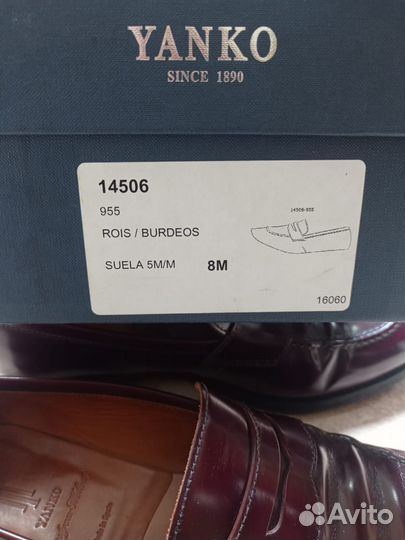 YANKO
SINCE 1890
14506
955
ROIS / BURDEOS
SUELA 5M/M
8M
14506-955
16060
YANKO
Avito